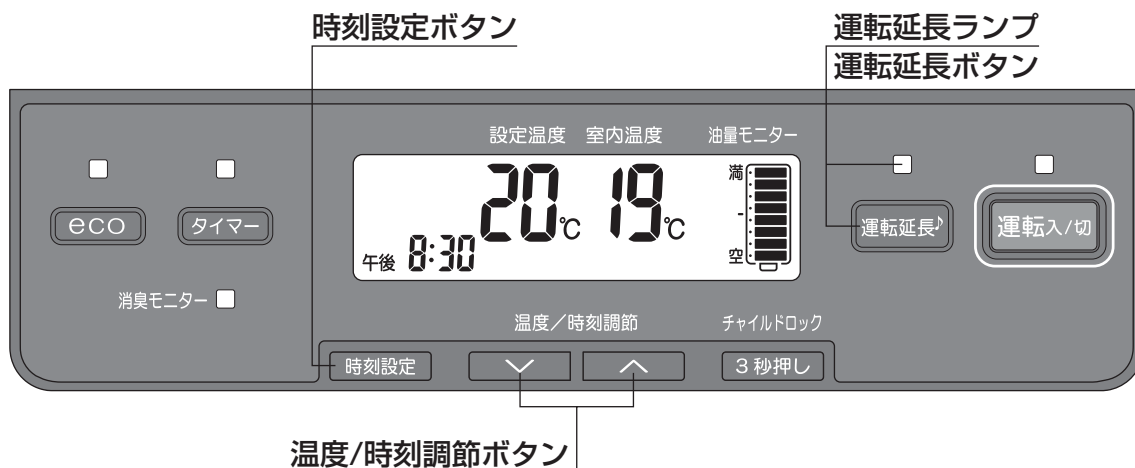 時刻設定ボタン
運転延長ランプ
運転延長ボタン
設定温度 室内温度 油量モニター
20℃ 19℃
満
-
空
午後 8:30
eco
タイマー
運転延長♪
運転入/切
消臭モニター
温度／時刻調節
チャイルドロック
時刻設定
3秒押し
温度/時刻調節ボタン